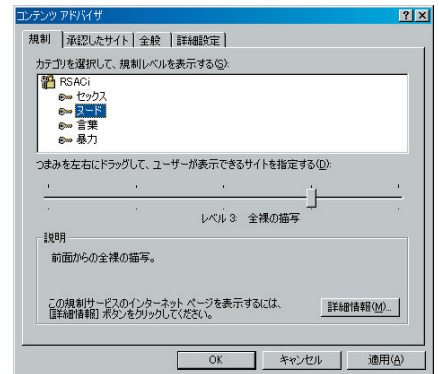 コンテンツ アドバイザ
規制 承認したサイト 全般 詳細設定
カテゴリを選択して、規制レベルを表示する(S):
RSACi
セックス
ヌード
言葉
暴力
つまみを左右にドラッグして、ユーザーが表示できるサイトを指定する(D):
レベル 3: 全裸の描写
説明
前面からの全裸の描写。
この規制サービスのインターネット ページを表示するには、
[詳細情報] ボタンをクリックしてください。
詳細情報(M)...
OK キャンセル 適用(A)